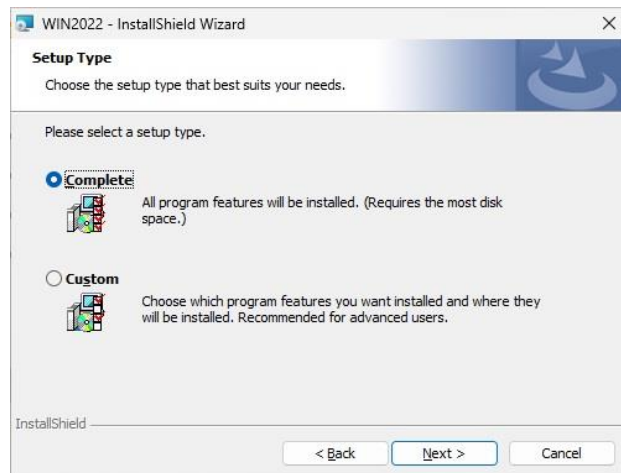 WIN2022 - InstallShield Wizard
Setup Type
Choose the setup type that best suits your needs.
Please select a setup type.
Complete
All program features will be installed. (Requires the most disk
space.)
Custom
Choose which program features you want installed and where they
will be installed. Recommended for advanced users.
InstallShield
< Back Next > Cancel